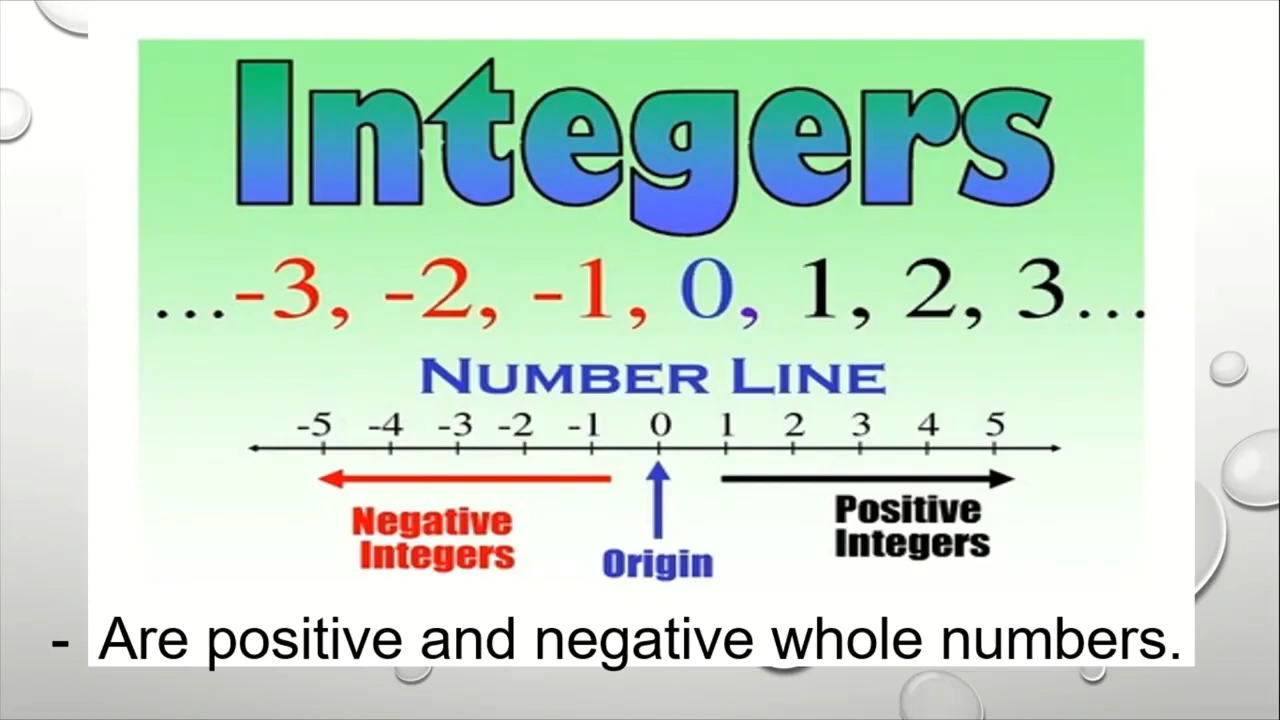 Integers
...-3, -2, -1, 0, 1, 2, 3...
NUMBER LINE
-5 -4 -3 -2 -1 0 1 2 3 4 5
Negative
Integers
Origin
Positive
Integers
- Are positive and negative whole numbers.